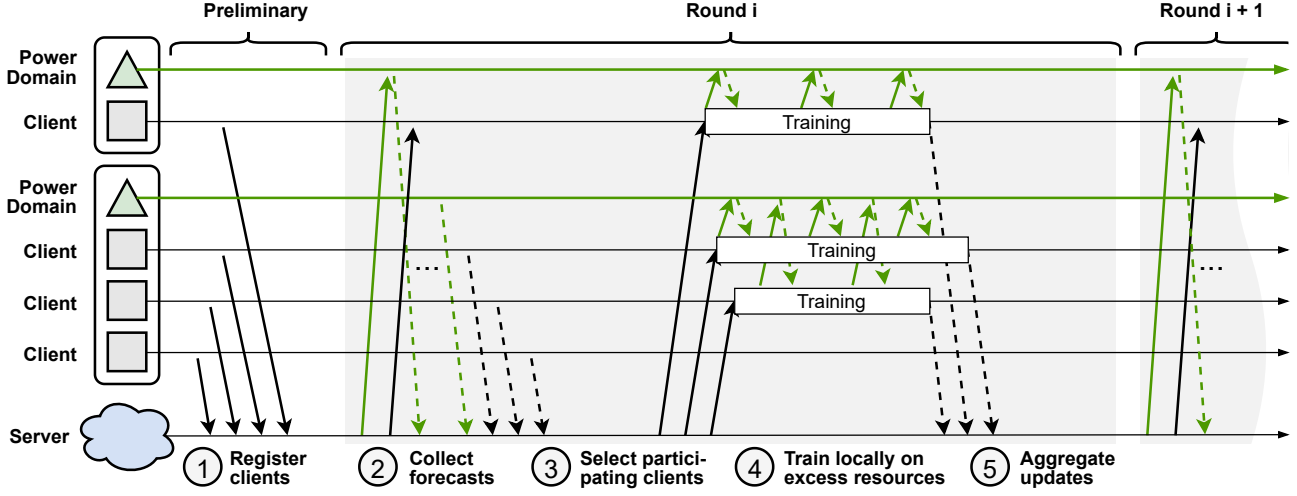 Preliminary
Round i
Round i + 1
Power
Domain
Client
Training
Power
Domain
Client
Training
...
...
Client
Training
Client
Server
1
Register
clients
2
Collect
forecasts
3
Select partici-
pating clients
4
Train locally on
excess resources
5
Aggregate
updates